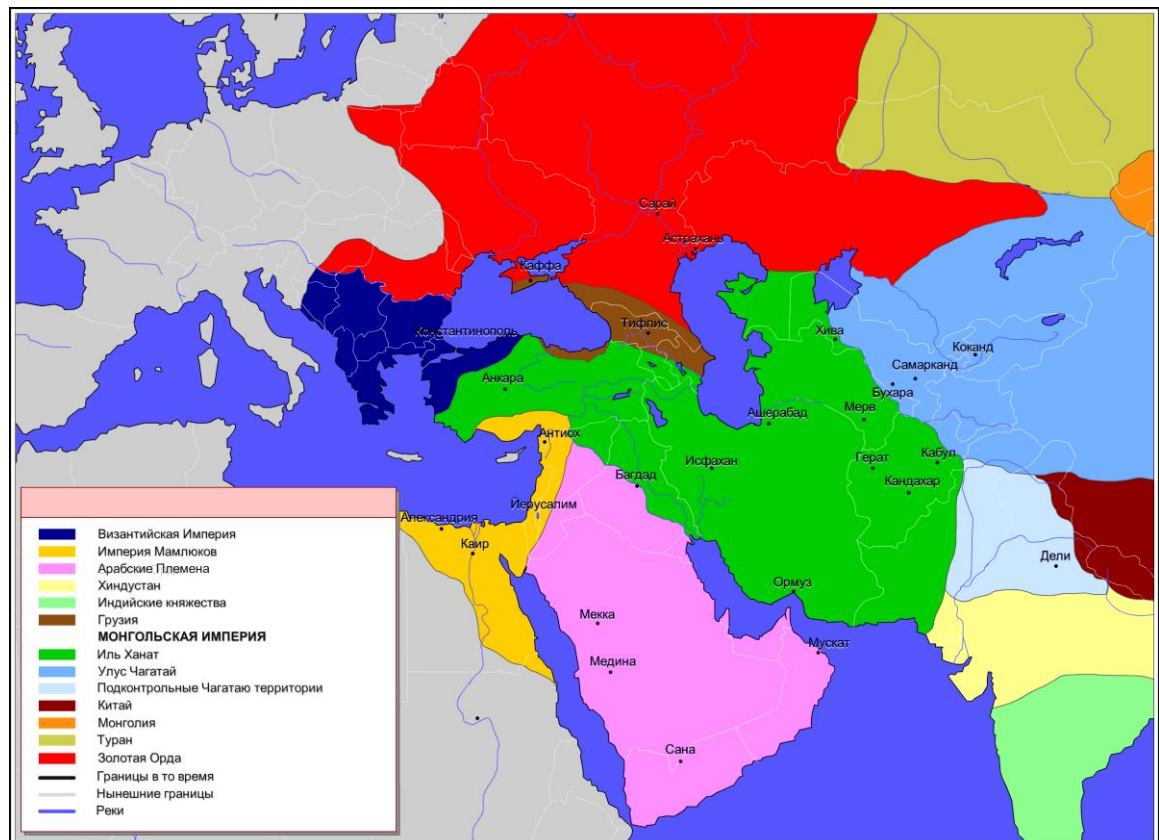 Сарай
Астрахань
Каффа
Константинополь
Тифлис
Хива
Коканд
Самарканд
Бухара
Анкара
Ашерабад
Мерв
Антиох
Исфахан
Герат
Кабул
Багдад
Кандахар
Йерусалим
Александрия
Каир
Дели
Ормуз
Мекка
Мускат
Медина
Сана
Византийская Империя
Империя Мамлюков
Арабские Племена
Хиндустан
Индийские княжества
Грузия
МОНГОЛЬСКАЯ ИМПЕРИЯ
Иль Ханат
Улус Чагатай
Подконтрольные Чагатаю территории
Китай
Монголия
Туран
Золотая Орда
Границы в то время
Нынешние границы
Реки